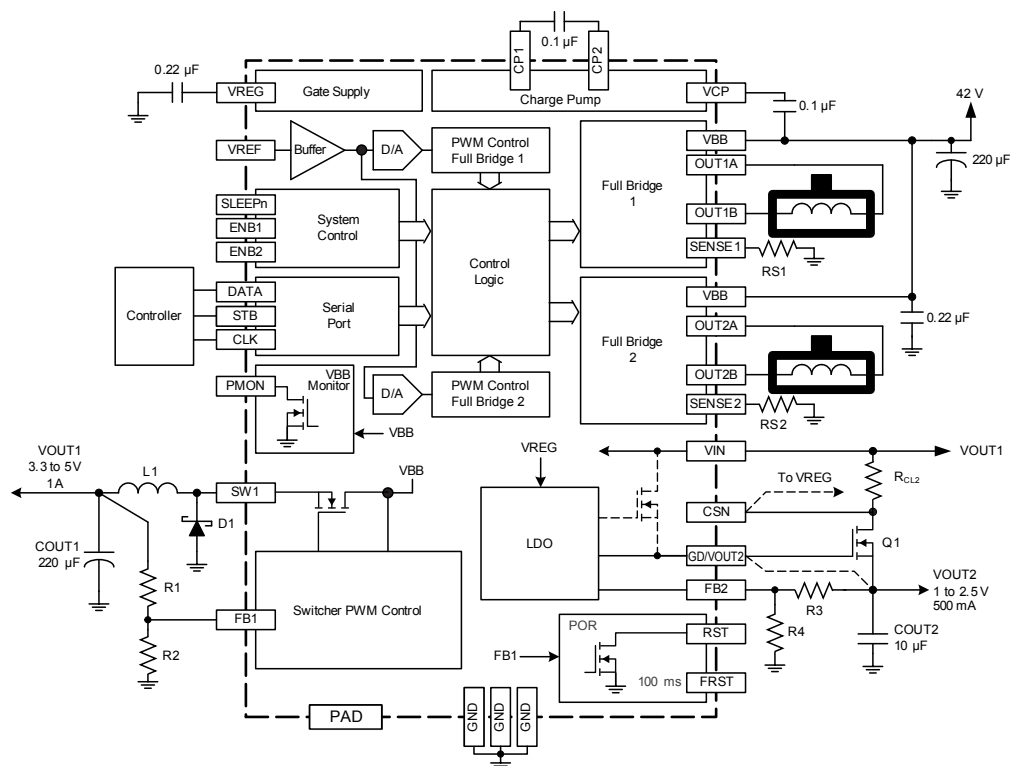 0.1 µF
CP1
CP2
0.22 µF
VREG
Gate Supply
Charge Pump
VCP
0.1 µF
42 V
VREF
Buffer
D/A
PWM Control
Full Bridge 1
VBB
220 µF
OUT1A
Full Bridge
1
SLEEPn
ENB1
ENB2
System
Control
OUT1B
SENSE1
RS1
Control
Logic
Controller
DATA
STB
CLK
Serial
Port
VBB
0.22 µF
OUT2A
Full Bridge
2
PMON
VBB
Monitor
D/A
PWM Control
Full Bridge 2
OUT2B
SENSE2
RS2
VBB
VOUT1
3.3 to 5V
1A
L1
SW1
VBB
VREG
VIN
VOUT1
To VREG
RCL2
CSN
D1
COUT1
220 µF
LDO
Q1
GD/VOUT2
R1
Switcher PWM Control
FB2
R3
VOUT2
1 to 2.5 V
500 mA
FB1
R2
R4
COUT2
10 µF
POR
RST
FB1
100 ms
FRST
PAD
GND
GND
GND